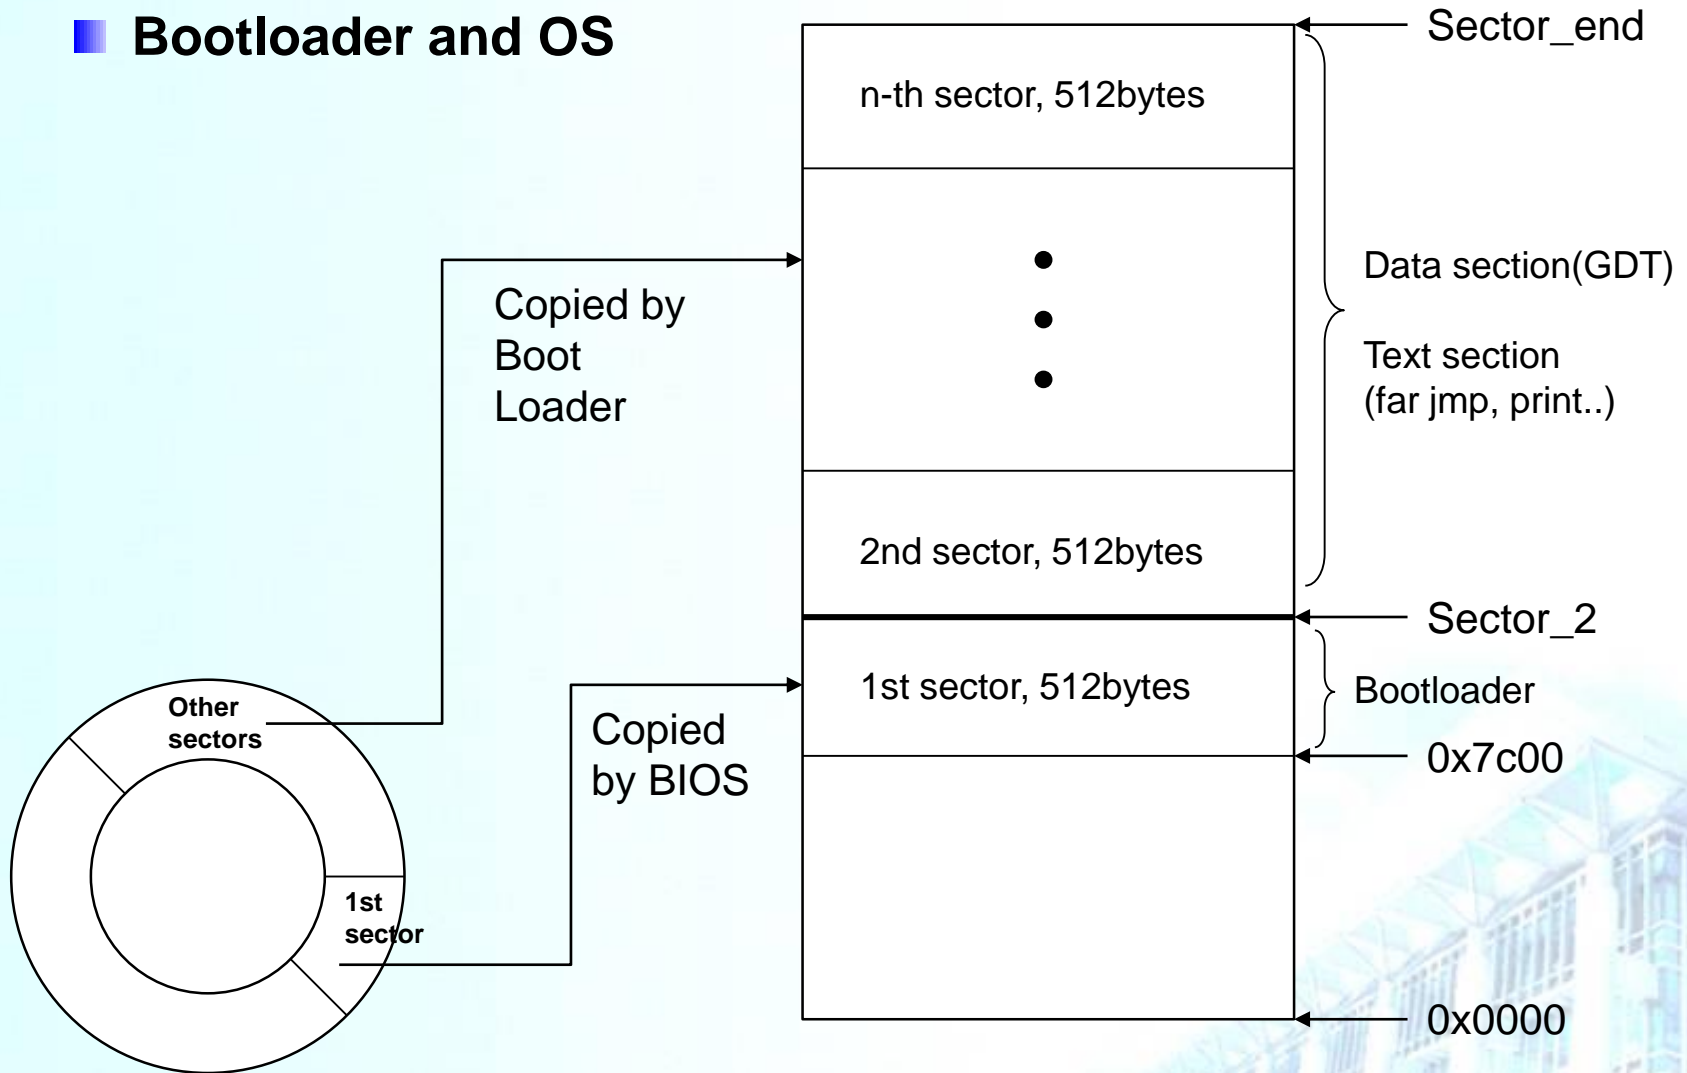 Bootloader and OS
Sector_end
n-th sector, 512bytes
Data section(GDT)
Copied by
Boot
Loader
Text section
(far jmp, print..)
2nd sector, 512bytes
Sector_2
1st sector, 512bytes
Bootloader
Other
sectors
Copied
by BIOS
0x7c00
1st
sector
0x0000